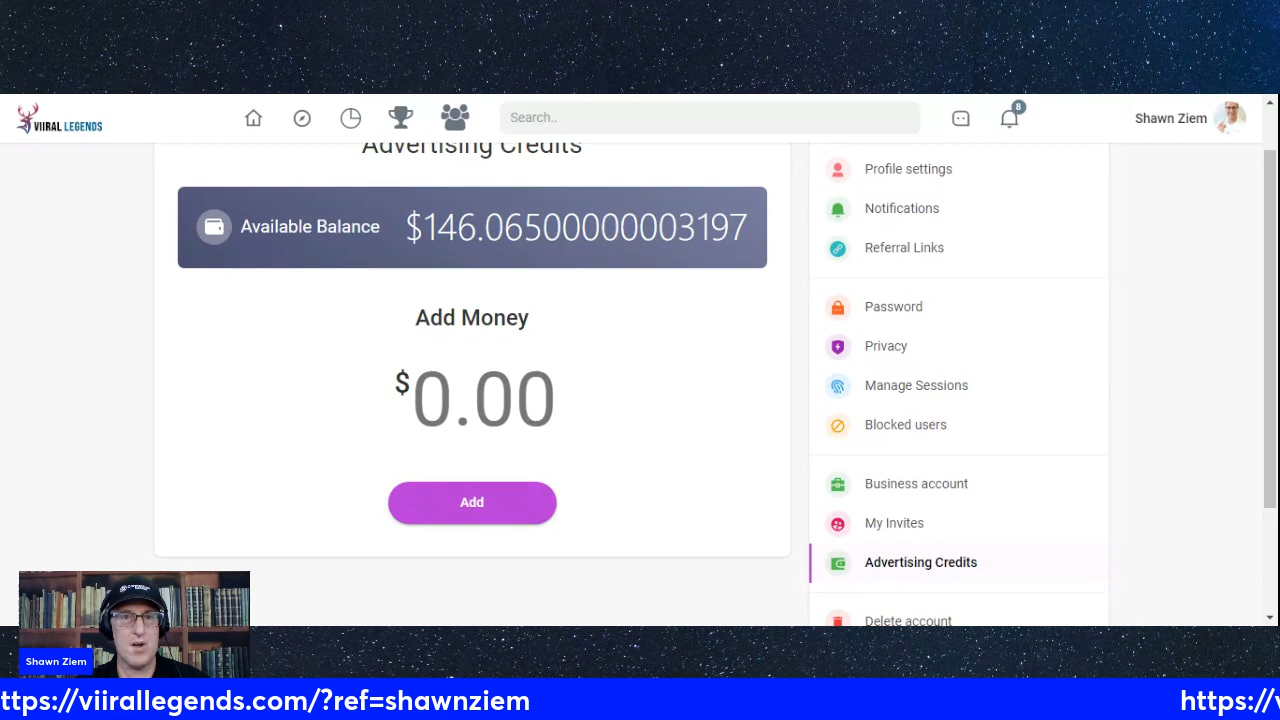 VIIRAL LEGENDS
Search..
8
Shawn Ziem
Advertising Credits
Available Balance
$146.06500000003197
Add Money
$0.00
Add
Profile settings
Notifications
Referral Links
Password
Privacy
Manage Sessions
Blocked users
Business account
My Invites
Advertising Credits
Delete account
Shawn Ziem
ttps://viirallegends.com/?ref=shawnziem
https://v